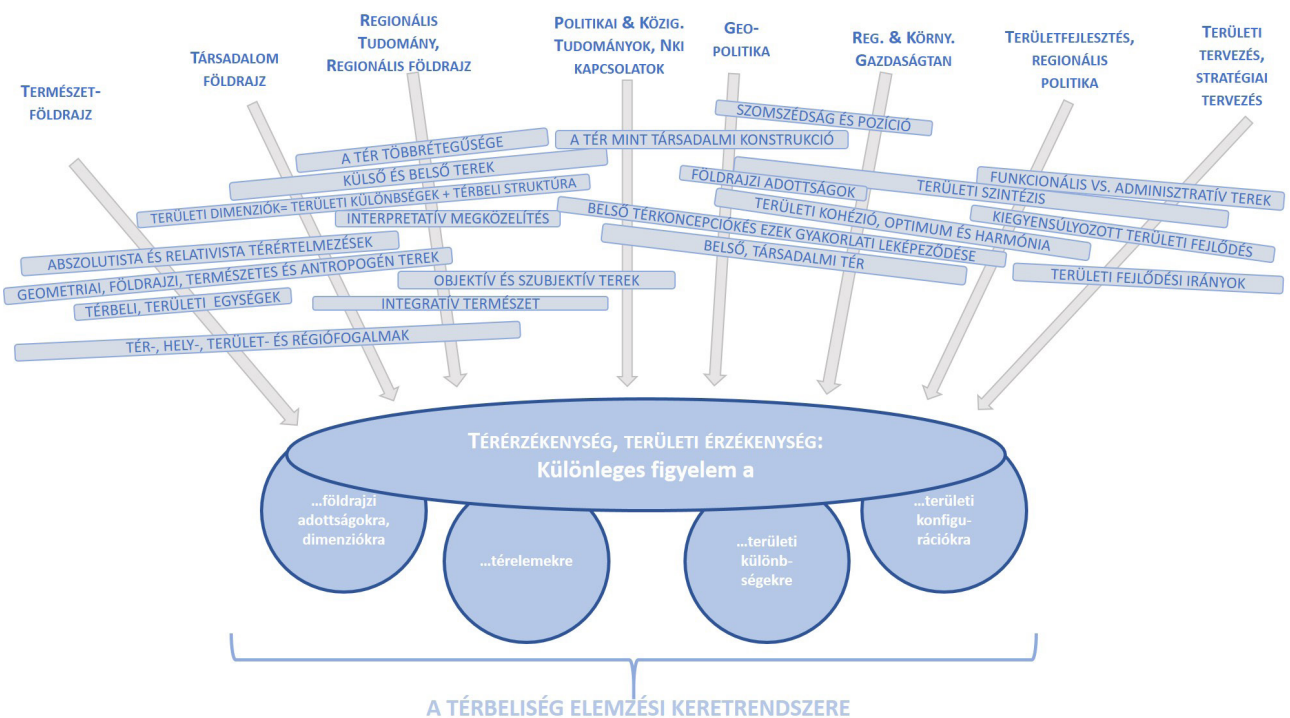 TERMÉSZET-
FÖLDRAJZ
TÁRSADALOM
FÖLDRAJZ
REGIONÁLIS
TUDOMÁNY,
REGIONÁLIS FÖLDRAJZ
POLITIKAI & KÖZIG.
TUDOMÁNYOK, NKI
KAPCSOLATOK
GEO-
POLITIKA
REG. & KÖRNY.
GAZDASÁGTAN
TERÜLETFEJLESZTÉS,
REGIONÁLIS
POLITIKA
TERÜLETI
TERVEZÉS,
STRATÉGIAI
TERVEZÉS
SZOMSZÉDSÁG ÉS POZÍCIÓ
A TÉR TÖBBRÉTEGŰSÉGE
A TÉR MINT TÁRSADALMI KONSTRUKCIÓ
KÜLSŐ ÉS BELSŐ TEREK
FÖLDRAJZI ADOTTSÁGOK
TERÜLETI SZINTÉZIS
FUNKCIONÁLIS VS. ADMINISZTRATÍV TEREK
TERÜLETI DIMENZIÓK= TERÜLETI KÜLÖNBSÉGEK + TÉRBELI STRUKTÚRA
INTERPRETATÍV MEGKÖZELÍTÉS
BELSŐ TÉRKONCEPCIÓKÉS EZEK GYAKORLATI LEKÉPEZŐDÉSE
TERÜLETI KOHÉZIÓ, OPTIMUM ÉS HARMÓNIA
KIEGYENSÚLYOZOTT TERÜLETI FEJLŐDÉS
ABSZOLUTISTA ÉS RELATIVISTA TÉRÉRTELMEZÉSEK
BELSŐ, TÁRSADALMI TÉR
GEOMETRIAI, FÖLDRAJZI, TERMÉSZETES ÉS ANTROPOGÉN TEREK
OBJEKTÍV ÉS SZUBJEKTÍV TEREK
TERÜLETI FEJLŐDÉSI IRÁNYOK
TÉRBELI, TERÜLETI EGYSÉGEK
INTEGRATÍV TERMÉSZET
TÉR-, HELY-, TERÜLET- ÉS RÉGIÓFOGALMAK
TÉRÉRZÉKENYSÉG, TERÜLETI ÉRZÉKENYSÉG:
Különleges figyelem a
...földrajzi
adottságokra,
dimenziókra
...térelemekre
...területi
különb-
ségekre
...területi
konfigu-
rációkra
A TÉRBELISÉG ELEMZÉSI KERETRENDSZERE